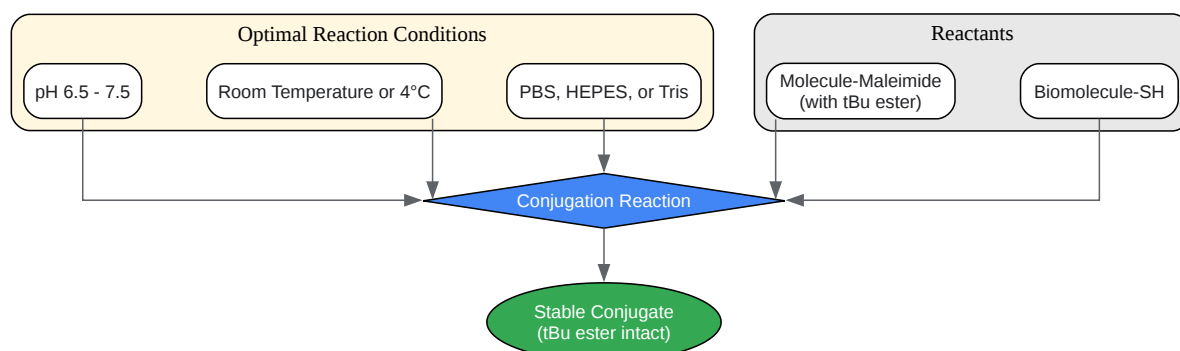 Optimal Reaction Conditions
Reactants
pH 6.5 - 7.5
Room Temperature or 4°C
PBS, HEPES, or Tris
Molecule-Maleimide
(with tBu ester)
Biomolecule-SH
Conjugation Reaction
Stable Conjugate
(tBu ester intact)